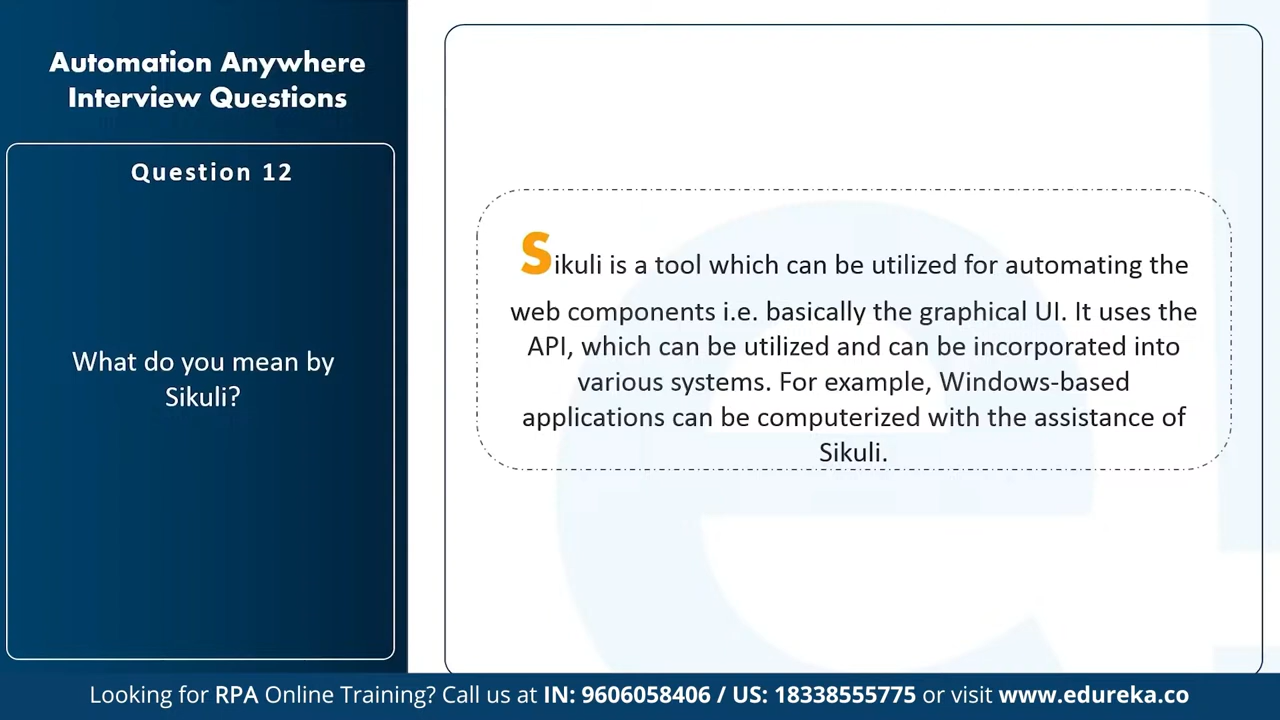 Automation Anywhere
Interview Questions
Question 12
What do you mean by
Sikuli?
Sikuli is a tool which can be utilized for automating the
web components i.e. basically the graphical UI. It uses the
API, which can be utilized and can be incorporated into
various systems. For example, Windows-based
applications can be computerized with the assistance of
Sikuli.
Looking for RPA Online Training? Call us at IN: 9606058406 / US: 18338555775 or visit www.edureka.co